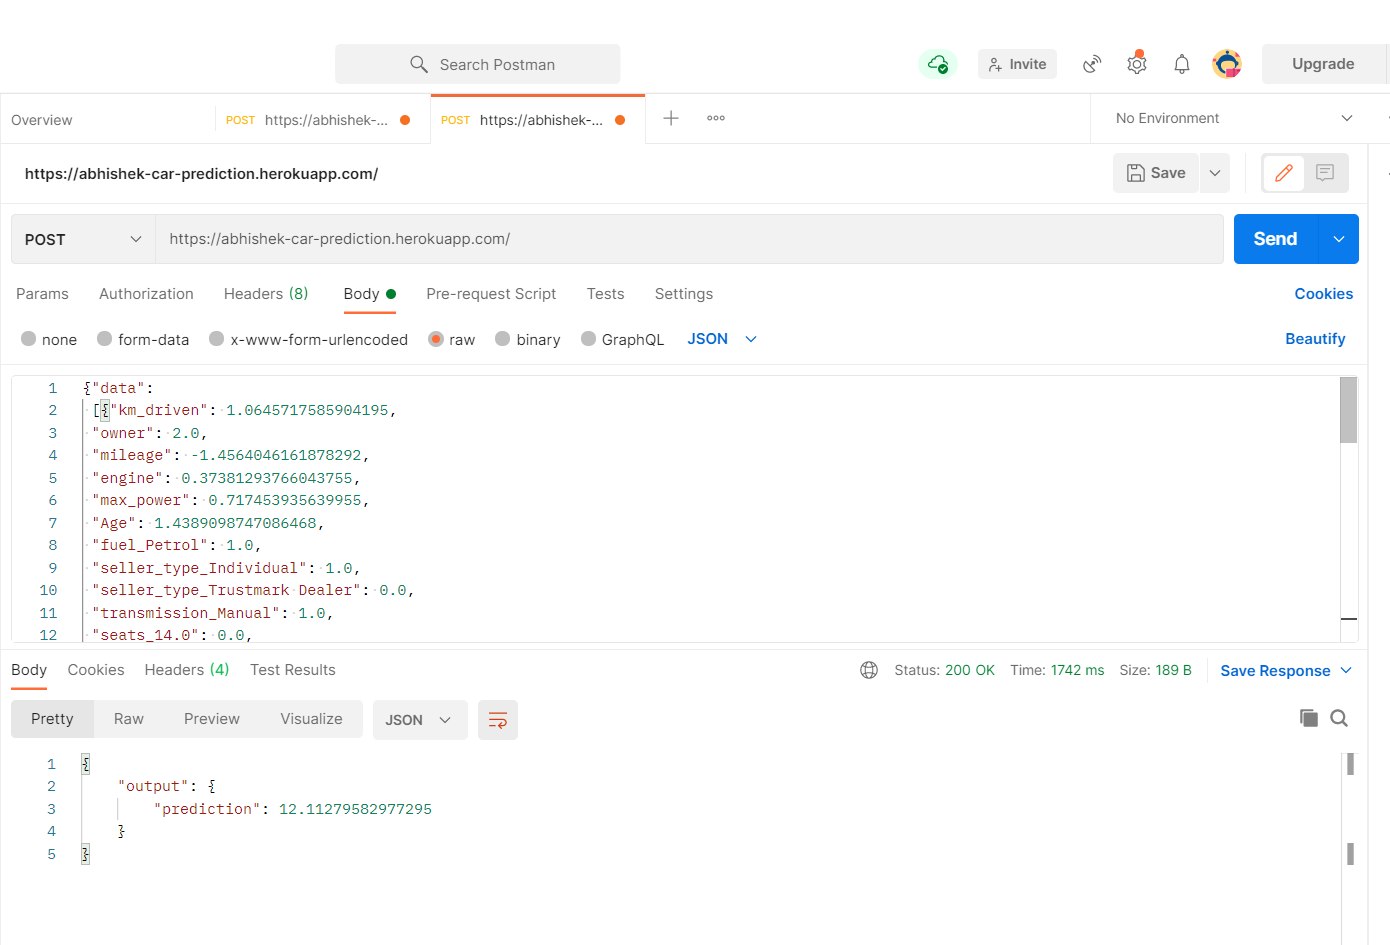 Search Postman
Invite
Upgrade
Overview
POST https://abhishek-...
POST https://abhishek-...
No Environment
https://abhishek-car-prediction.herokuapp.com/
Save
POST
https://abhishek-car-prediction.herokuapp.com/
Send
Params Authorization Headers (8) Body Pre-request Script Tests Settings Cookies
none form-data x-www-form-urlencoded raw binary GraphQL JSON Beautify
1 {"data":
2 [{"km_driven": 1.0645717585904195,
3 "owner": 2.0,
4 "mileage": -1.4564046161878292,
5 "engine": 0.37381293766043755,
6 "max_power": 0.717453935639955,
7 "Age": 1.4389098747086468,
8 "fuel_Petrol": 1.0,
9 "seller_type_Individual": 1.0,
10 "seller_type_Trustmark Dealer": 0.0,
11 "transmission_Manual": 1.0,
12 "seats_14.0": 0.0,
Body Cookies Headers (4) Test Results Status: 200 OK Time: 1742 ms Size: 189 B Save Response
Pretty Raw Preview Visualize JSON
1 {
2 "output": {
3 "prediction": 12.11279582977295
4 }
5 }